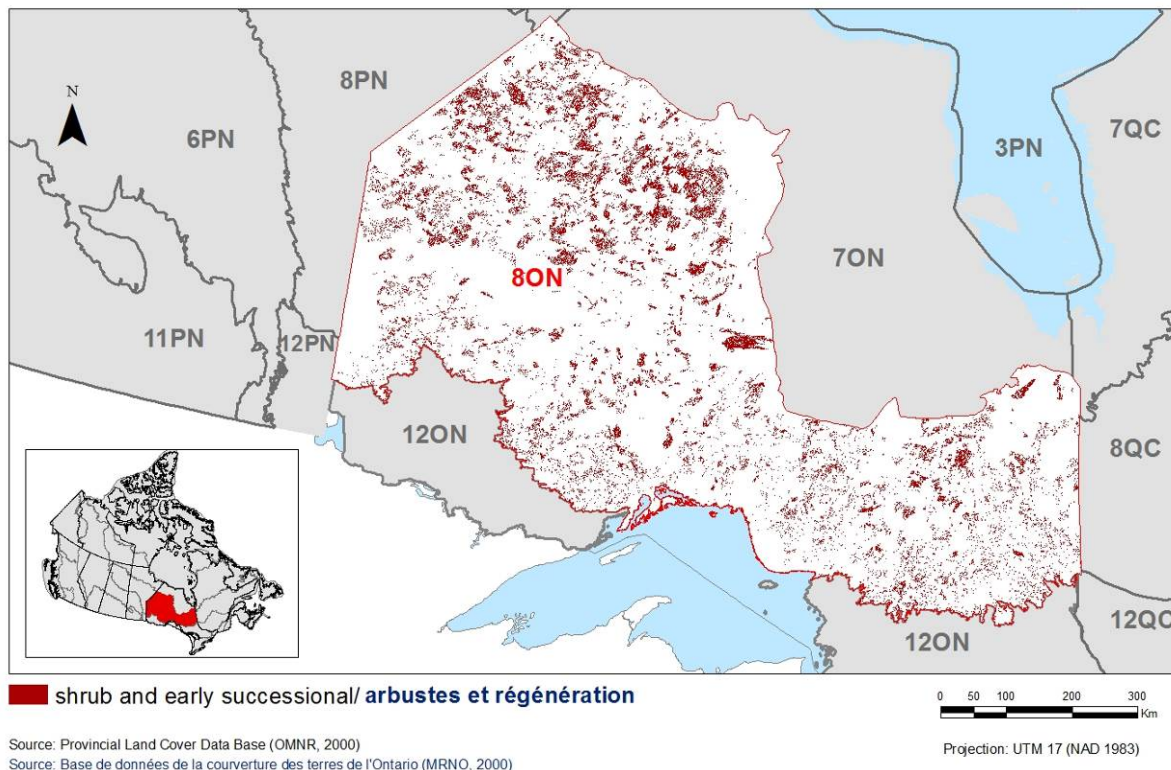 8PN
7QC
6PN
3PN
N
7ON
8ON
11PN
12PN
12ON
8QC
12ON
12QC
shrub and early successional/ arbustes et régénération
0 50 100 200 300
Km
Source: Provincial Land Cover Data Base (OMNR, 2000)
Projection: UTM 17 (NAD 1983)
Source: Base de données de la courverture des terres de l'Ontario (MRNO, 2000)